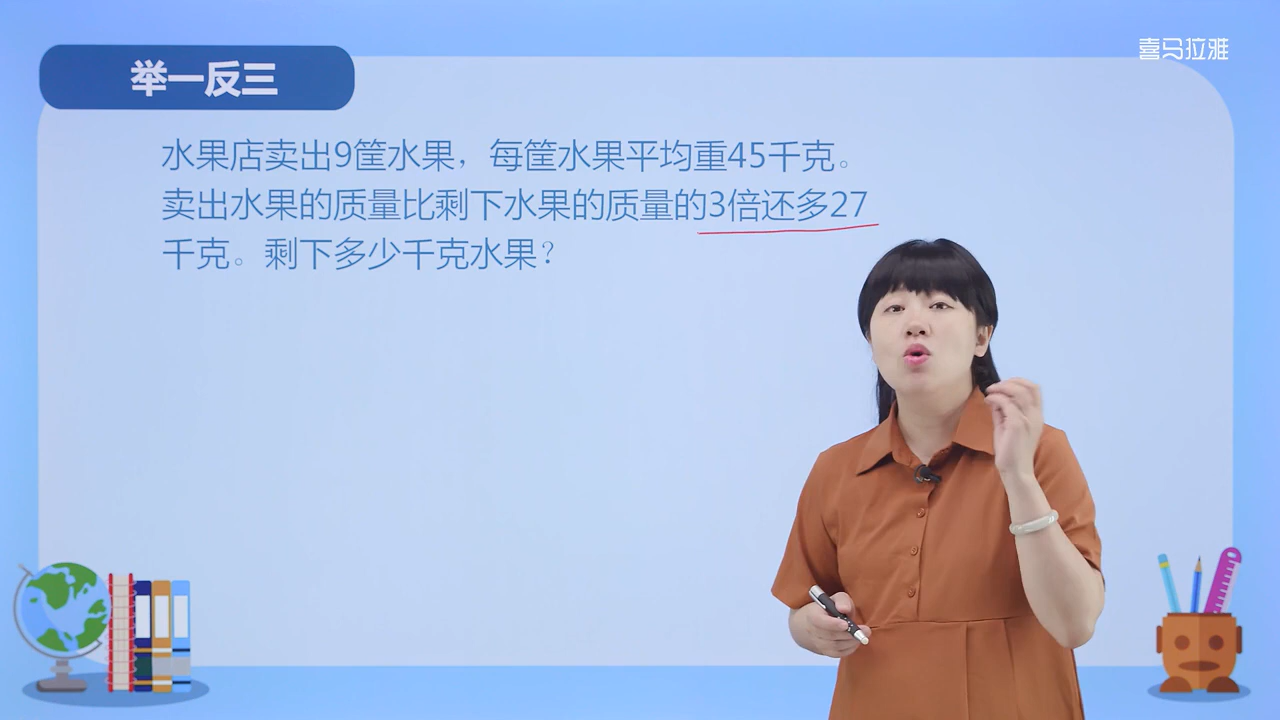 喜马拉雅
举一反三
水果店卖出9筐水果，每筐水果平均重45千克。
卖出水果的质量比剩下水果的质量的3倍还多27
千克。剩下多少千克水果？